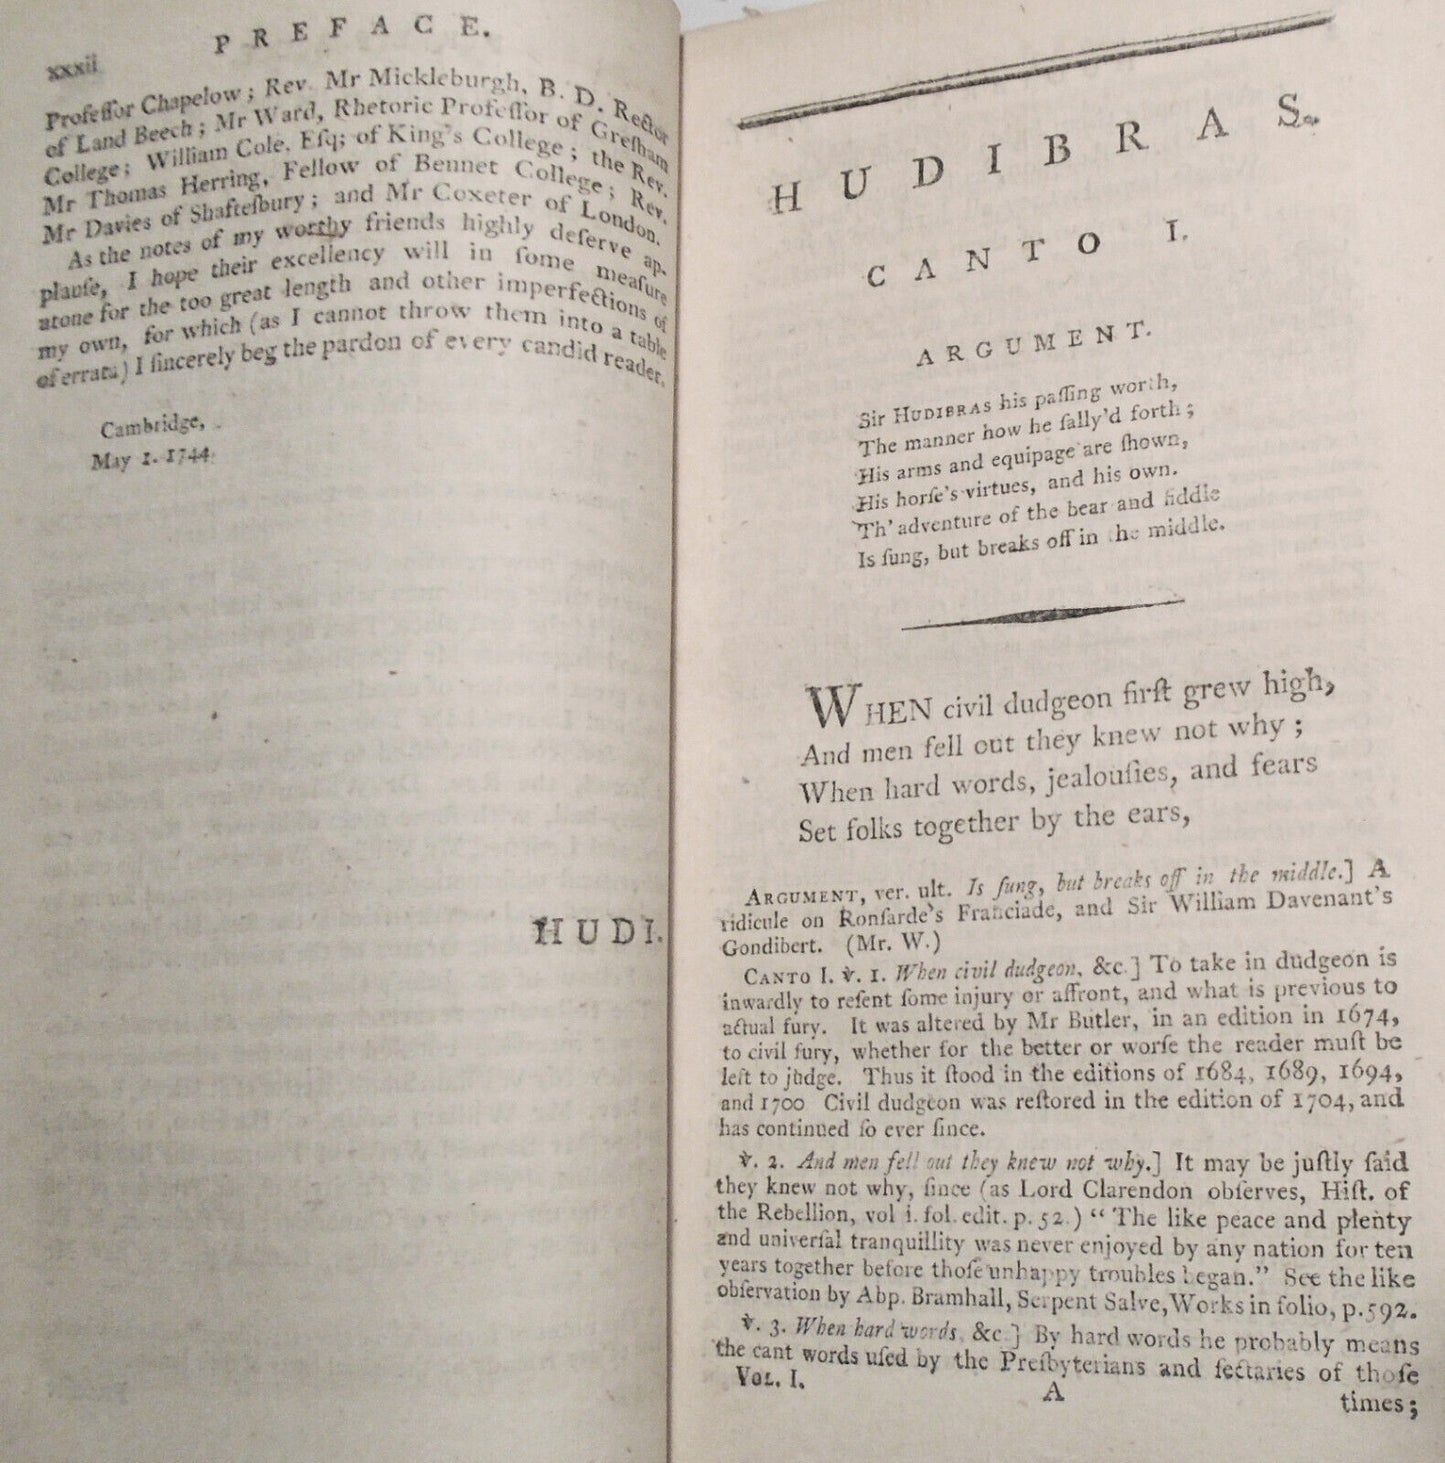 xxxii
PREFACE.
Profeſſor Chapelow; Rev. Mr Mickleburgh, B. D. Rector
of Land Beech; Mr Ward, Rhetoric Profeſſor of Greſham
College; William Cole, Eſq; of King's College; the Rev.
Mr Thomas Herring, Fellow of Bennet College; Rev.
Mr Davies of Shafteſbury; and Mr Coxeter of London.
As the notes of my worthy friends highly deſerve ap-
plauſe, I hope their excellency will in ſome meaſure
atone for the too great length and other imperfections of
my own, for which (as I cannot throw them into a table
of errata) I ſincerely beg the pardon of every candid reader.
Cambridge,
May 1. 1744.
HUDI.
HUDIBRAS.
CANTO I.
ARGUMENT.
Sir HUDIBRAS his paſſing worth,
The manner how he ſally'd forth;
His arms and equipage are ſhown,
His horſe's virtues, and his own.
Th' adventure of the bear and fiddle
Is ſung, but breaks off in the middle.
WHEN civil dudgeon firſt grew high,
And men fell out they knew not why;
When hard words, jealouſies, and fears
Set folks together by the ears,
ARGUMENT, ver. ult. Is ſung, but breaks off in the middle.] A
ridicule on Ronſarde's Franciade, and Sir William Davenant's
Gondibert. (Mr. W.)
CANTO I. ℣. 1. When civil dudgeon, &c.] To take in dudgeon is
inwardly to reſent ſome injury or affront, and what is previous to
actual fury. It was altered by Mr Butler, in an edition in 1674,
to civil fury, whether for the better or worſe the reader muſt be
left to judge. Thus it ſtood in the editions of 1684, 1689, 1694,
and 1700 Civil dudgeon was reſtored in the edition of 1704, and
has continued ſo ever ſince.
℣. 2. And men fell out they knew not why.] It may be juſtly ſaid
they knew not why, ſince (as Lord Clarendon obſerves, Hiſt. of
the Rebellion, vol i. fol. edit. p. 52.) "The like peace and plenty
and univerſal tranquillity was never enjoyed by any nation for ten
years together before thoſe unhappy troubles began." See the like
obſervation by Abp. Bramhall, Serpent Salve, Works in folio, p. 592.
℣. 3. When hard words, &c.] By hard words he probably means
the cant words uſed by the Preſbyterians and ſectaries of thoſe
VOL. I.
A
times;